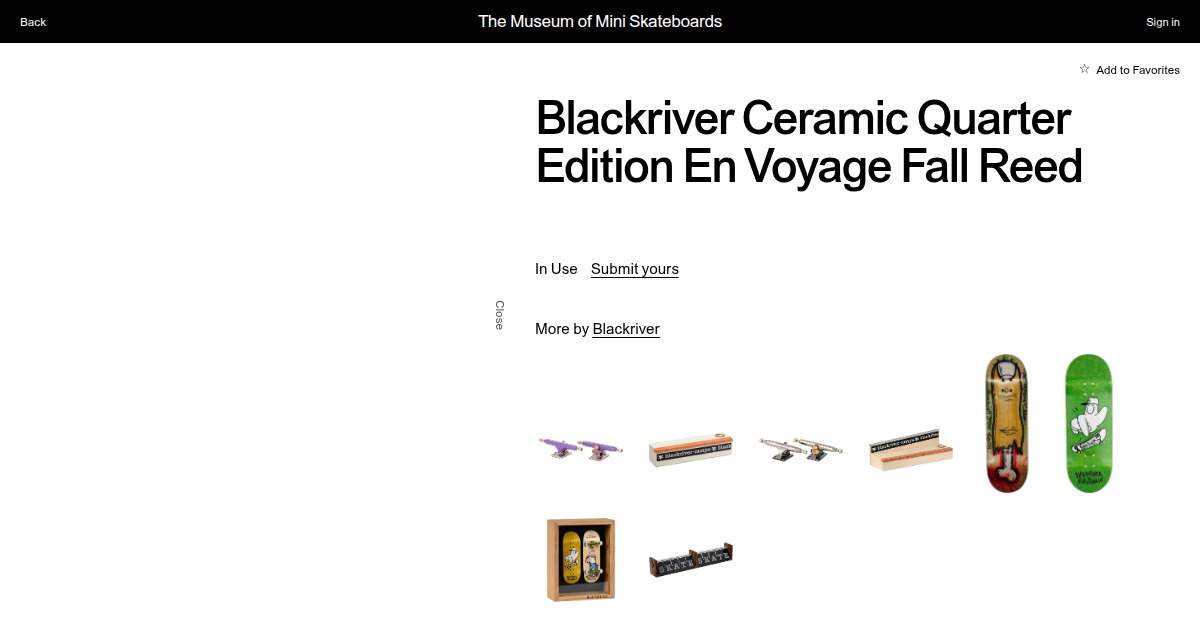 Back
The Museum of Mini Skateboards
Sign in
☆ Add to Favorites
Blackriver Ceramic Quarter
Edition En Voyage Fall Reed
In Use Submit yours
Close
More by Blackriver